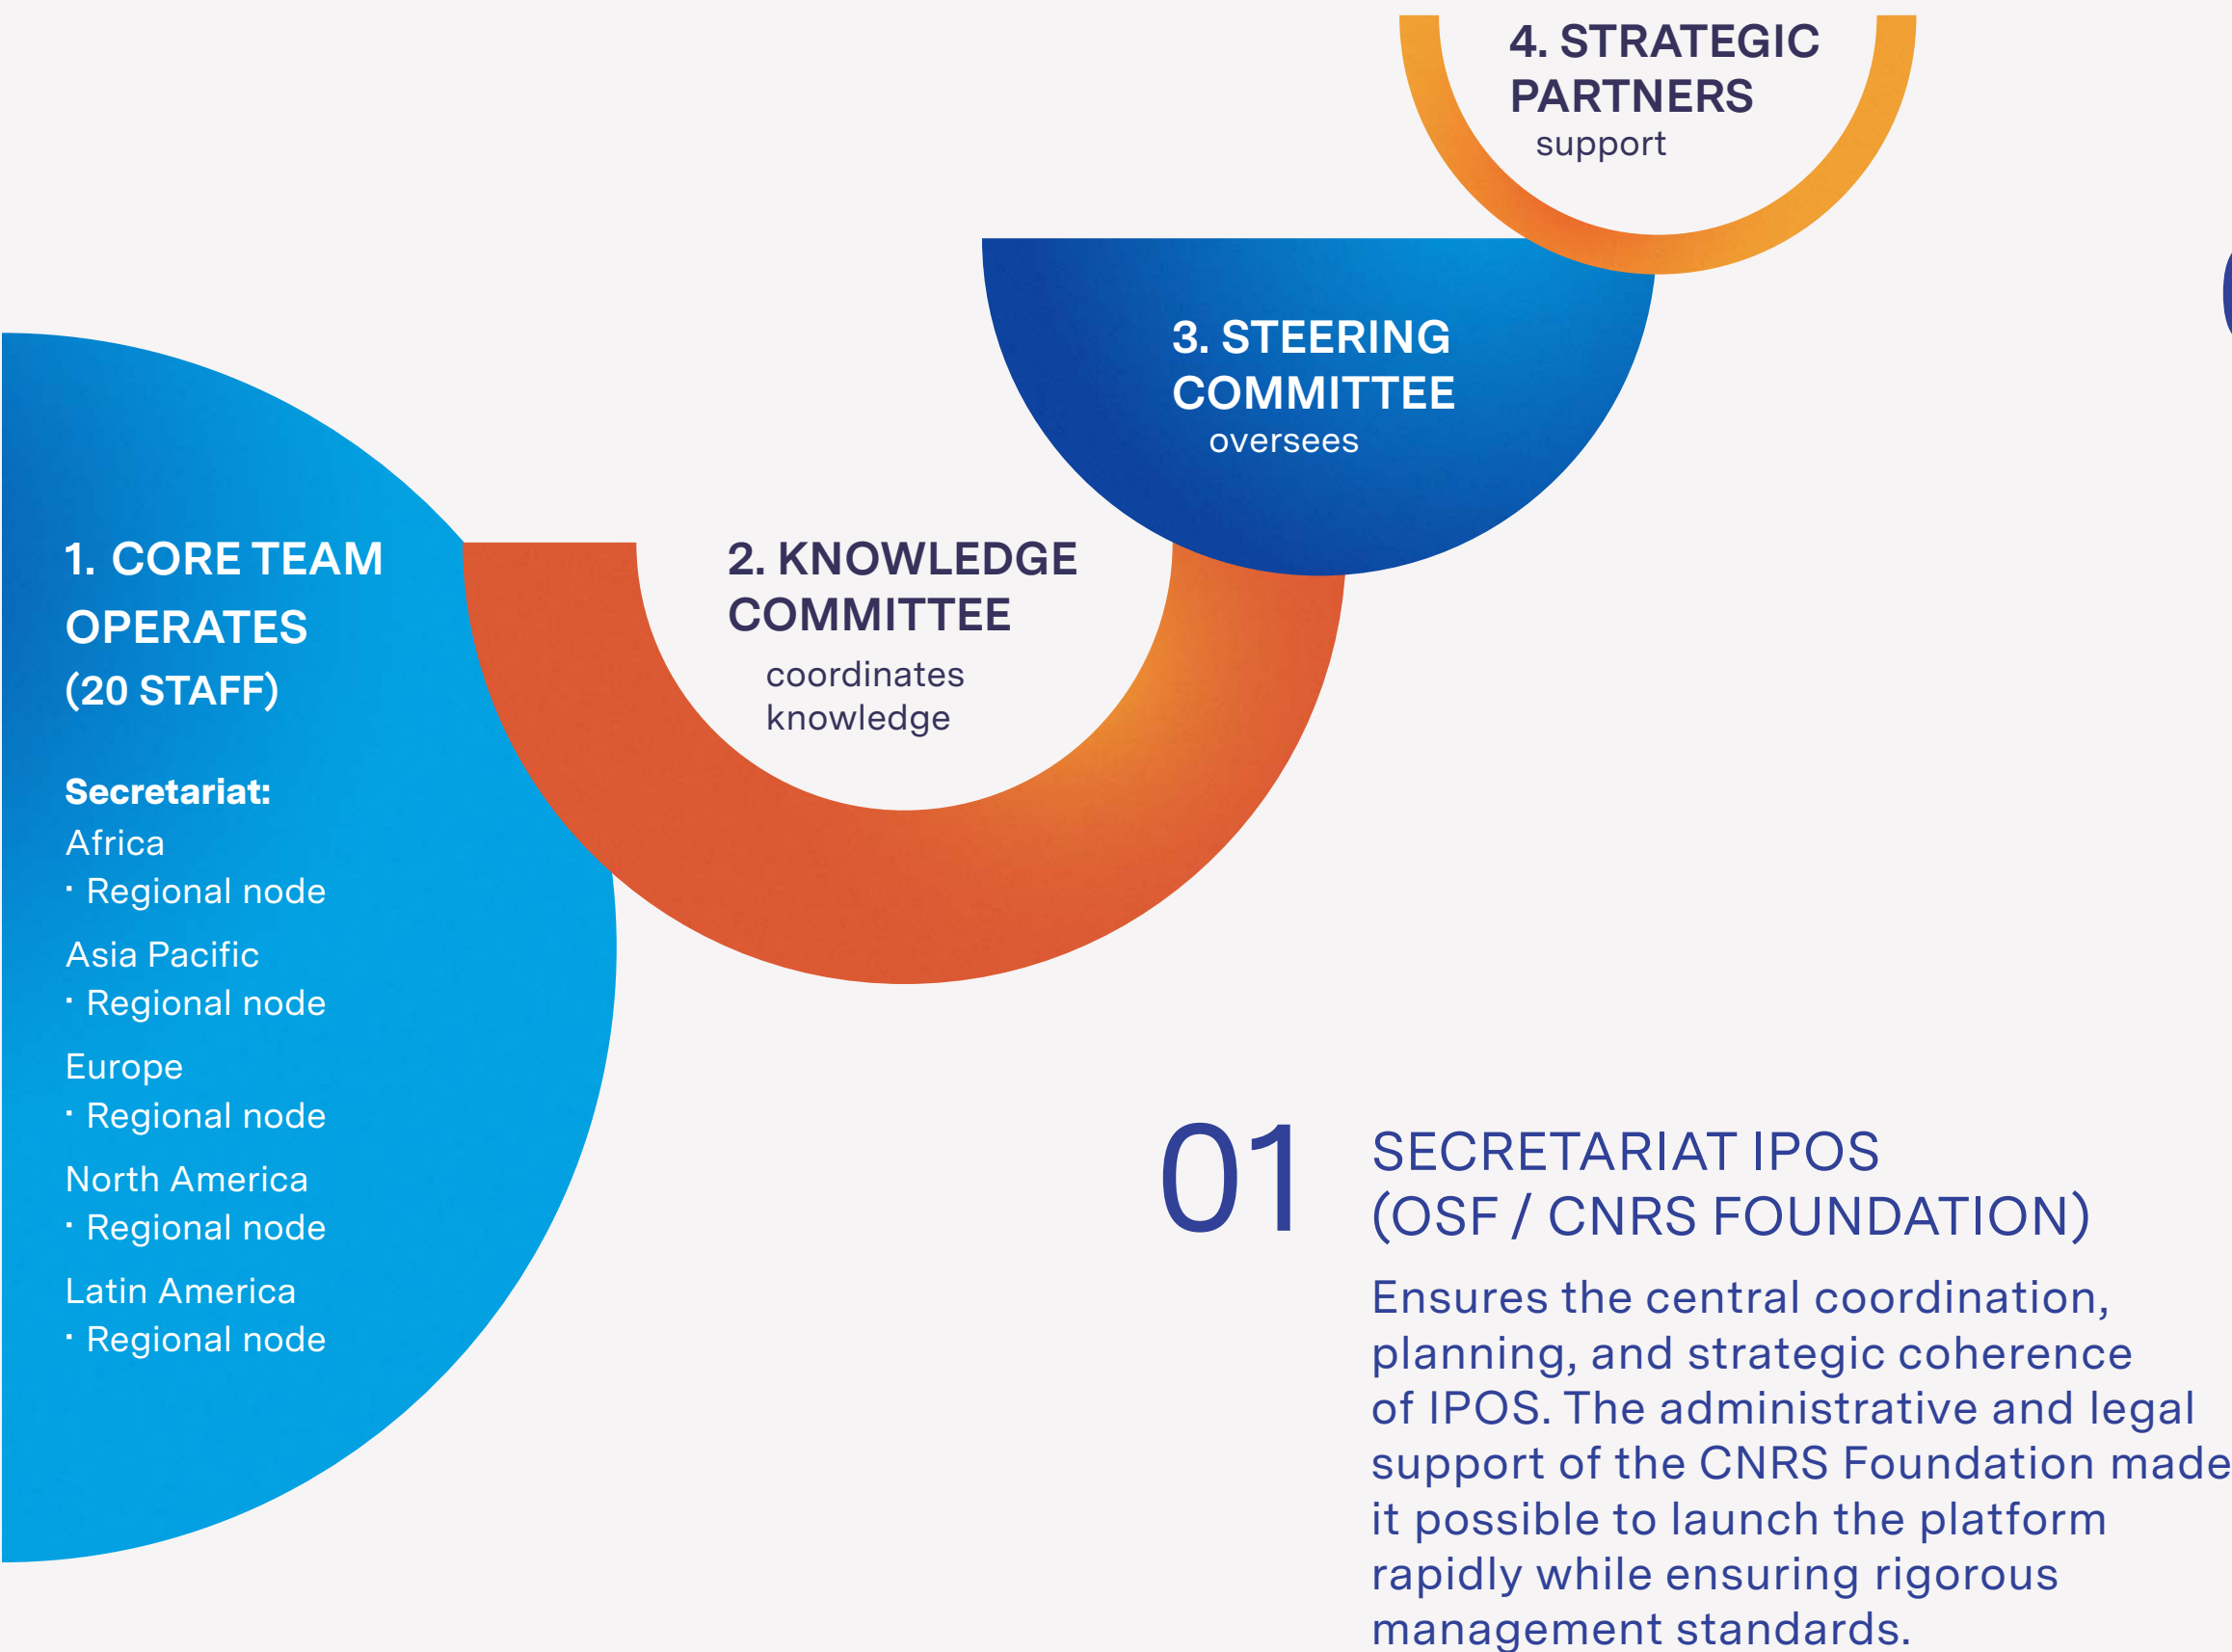 4. STRATEGIC
PARTNERS
support
3. STEERING
COMMITTEE
oversees
2. KNOWLEDGE
COMMITTEE
coordinates
knowledge
1. CORE TEAM
OPERATES
(20 STAFF)
Secretariat:
Africa
· Regional node
Asia Pacific
· Regional node
Europe
· Regional node
North America
· Regional node
Latin America
· Regional node
01
SECRETARIAT IPOS
(OSF / CNRS FOUNDATION)
Ensures the central coordination,
planning, and strategic coherence
of IPOS. The administrative and legal
support of the CNRS Foundation made
it possible to launch the platform
rapidly while ensuring rigorous
management standards.